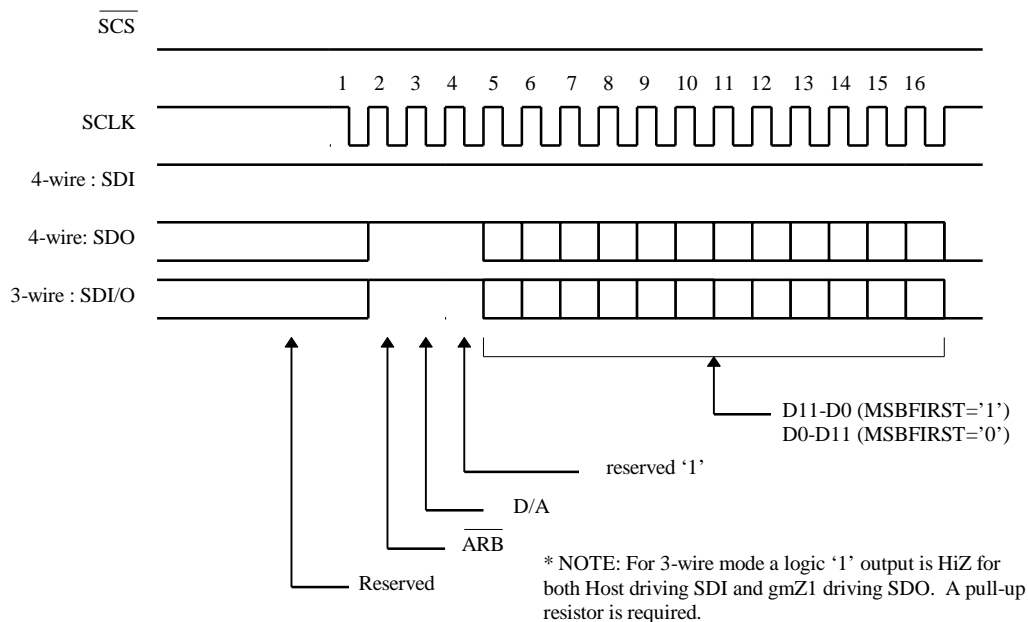 SCS
1 2 3 4 5 6 7 8 9 10 11 12 13 14 15 16
SCLK
4-wire : SDI
4-wire: SDO
3-wire : SDI/O
D11-D0 (MSBFIRST=’1’)
D0-D11 (MSBFIRST=’0’)
reserved ‘1’
D/A
ARB
Reserved
* NOTE: For 3-wire mode a logic ‘1’ output is HiZ for
both Host driving SDI and gmZ1 driving SDO. A pull-up
resistor is required.